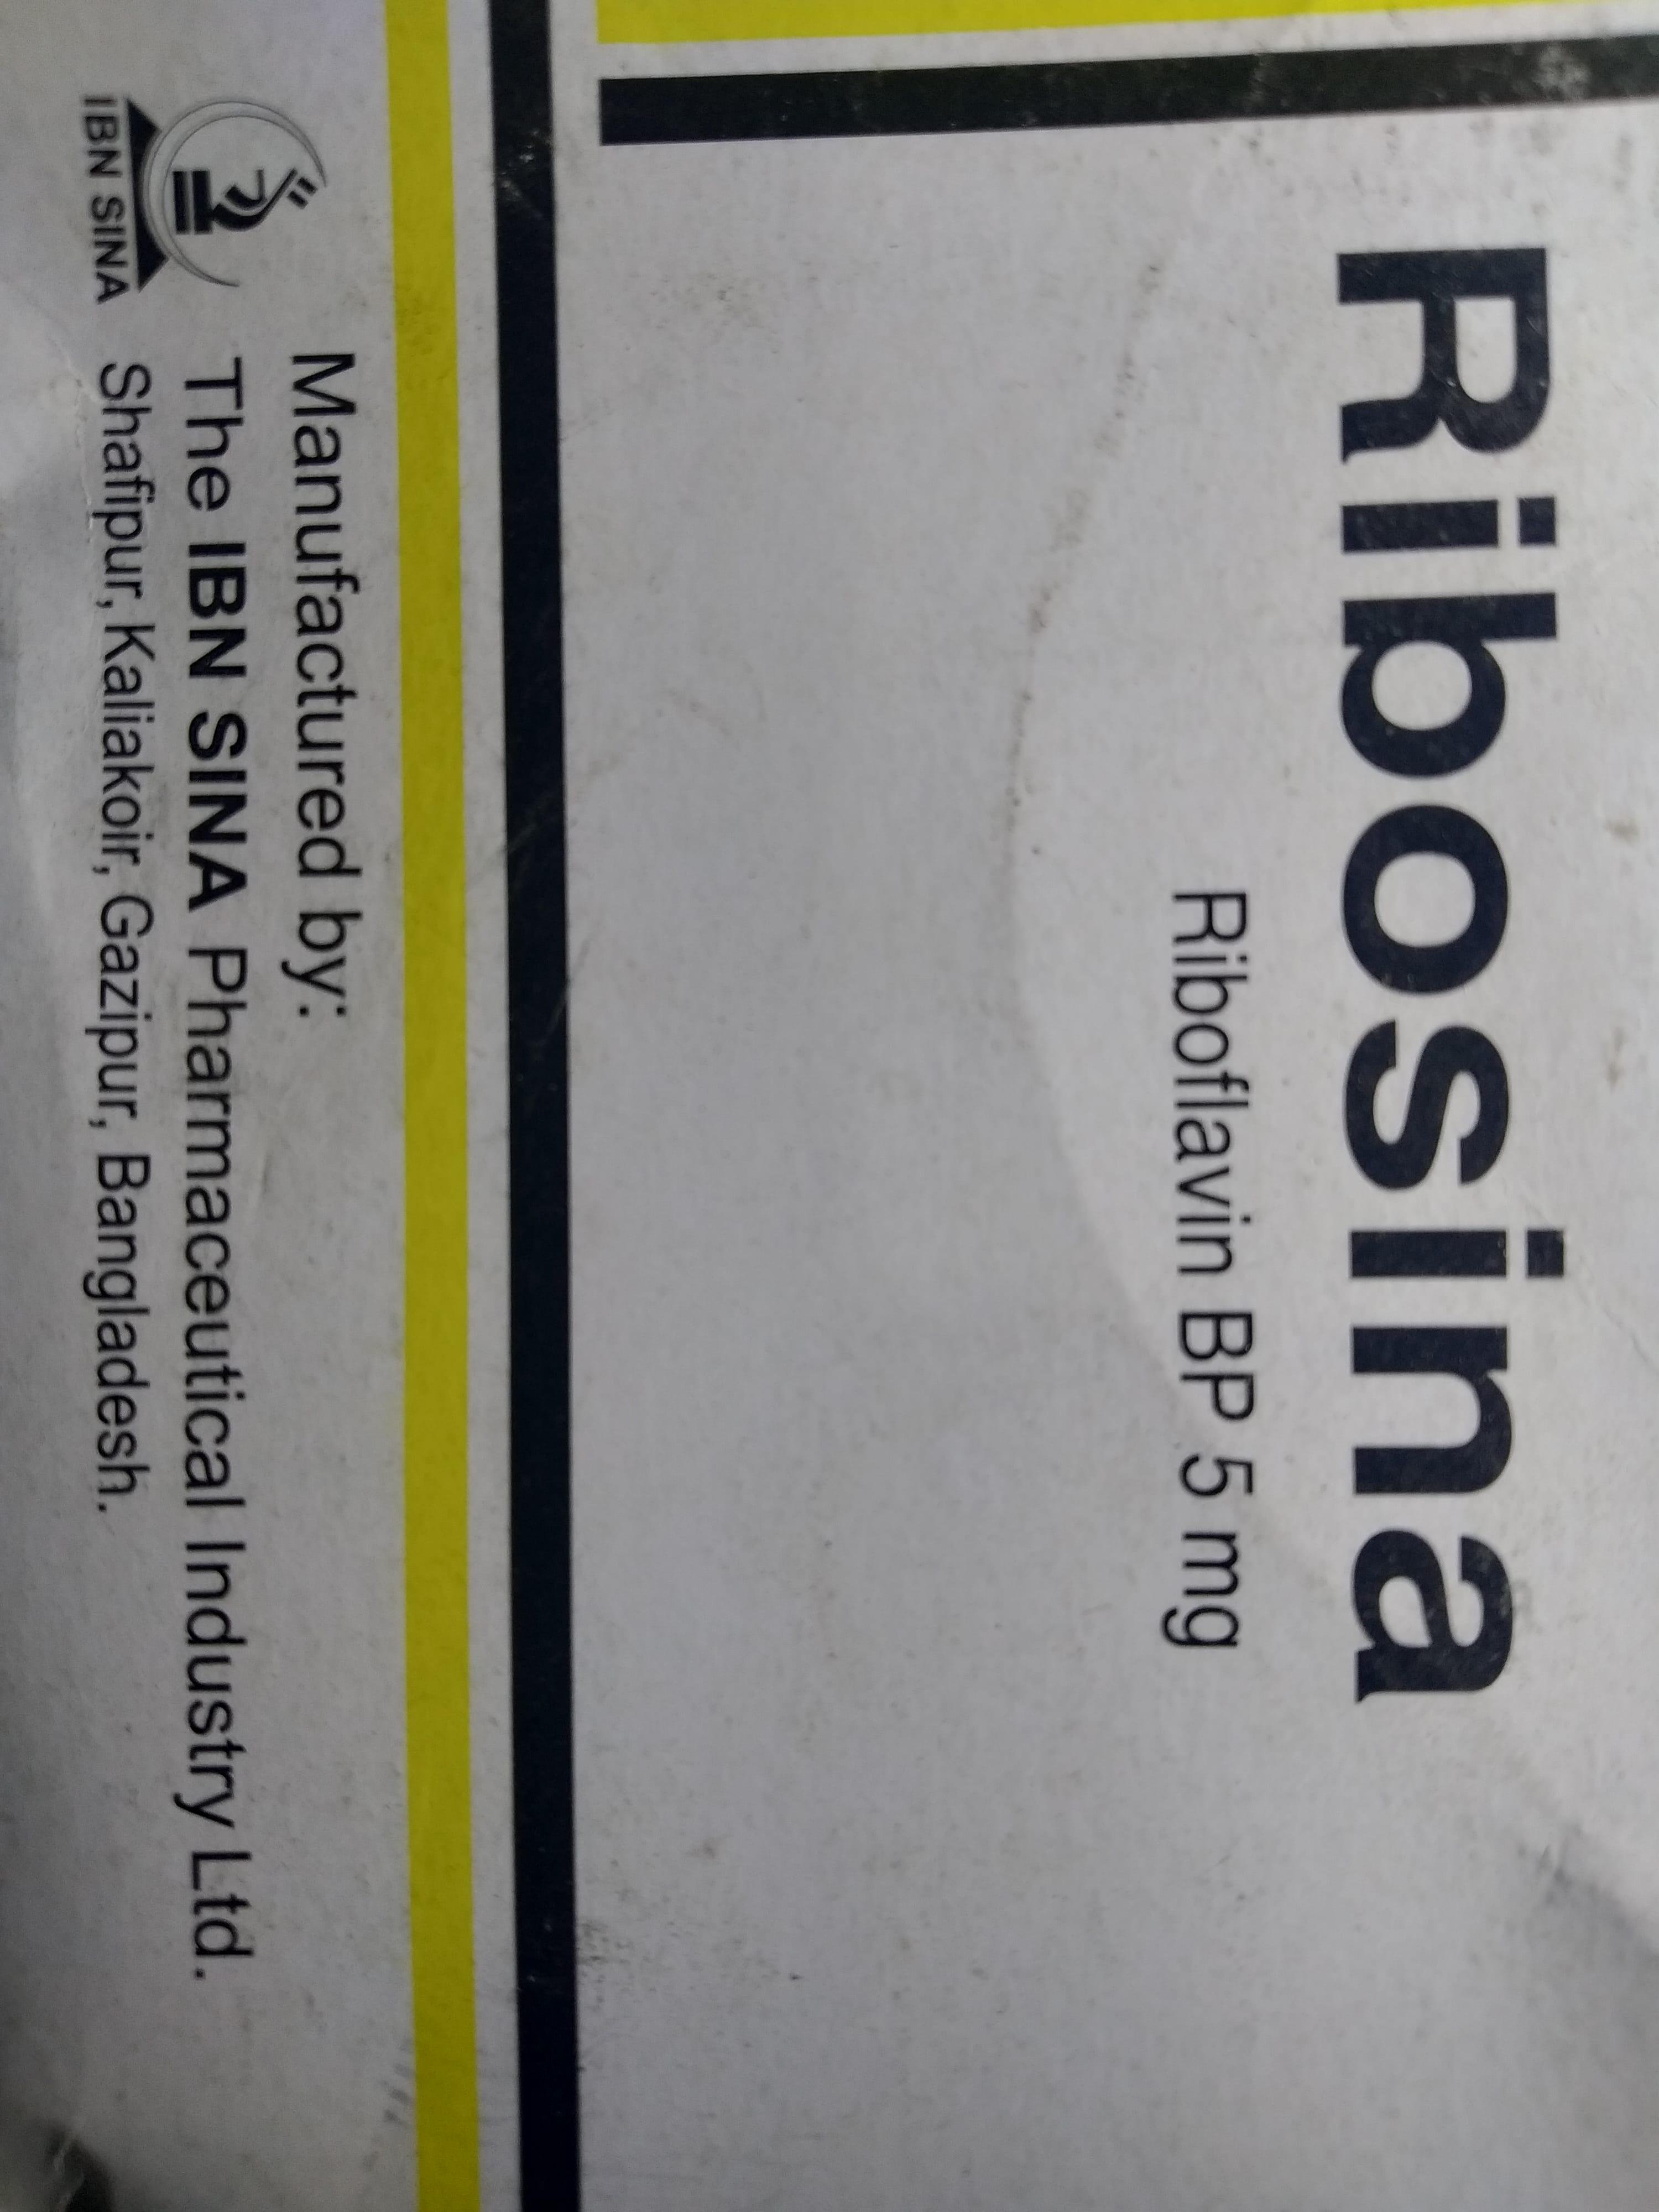 Ribosina
Riboflavin BP 5 mg
Manufactured by:
The IBN SINA Pharmaceutical Industry Ltd.
Shafipur, Kaliakoir, Gazipur, Bangladesh.
IBN SINA